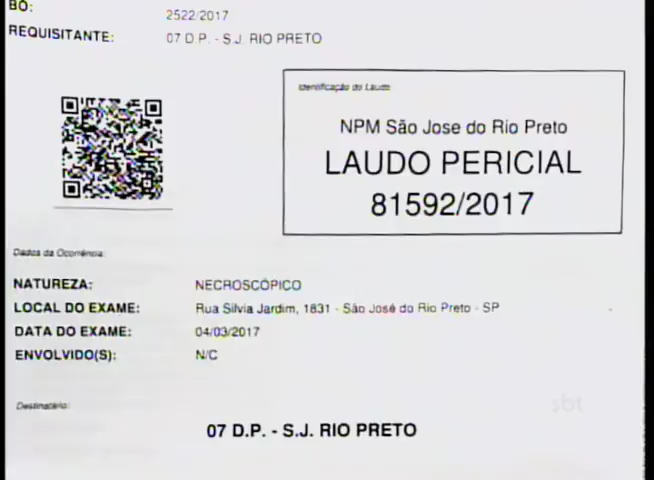 BO: 2522/2017
REQUISITANTE: 07 D.P. - S.J. RIO PRETO
Identificação do Laudo
NPM São Jose do Rio Preto
LAUDO PERICIAL
81592/2017
Dados da Ocorrência:
NATUREZA: NECROSCÓPICO
LOCAL DO EXAME: Rua Silvia Jardim, 1831 - São José do Rio Preto - SP
DATA DO EXAME: 04/03/2017
ENVOLVIDO(S): N/C
Destinatário:
07 D.P. - S.J. RIO PRETO
sbt